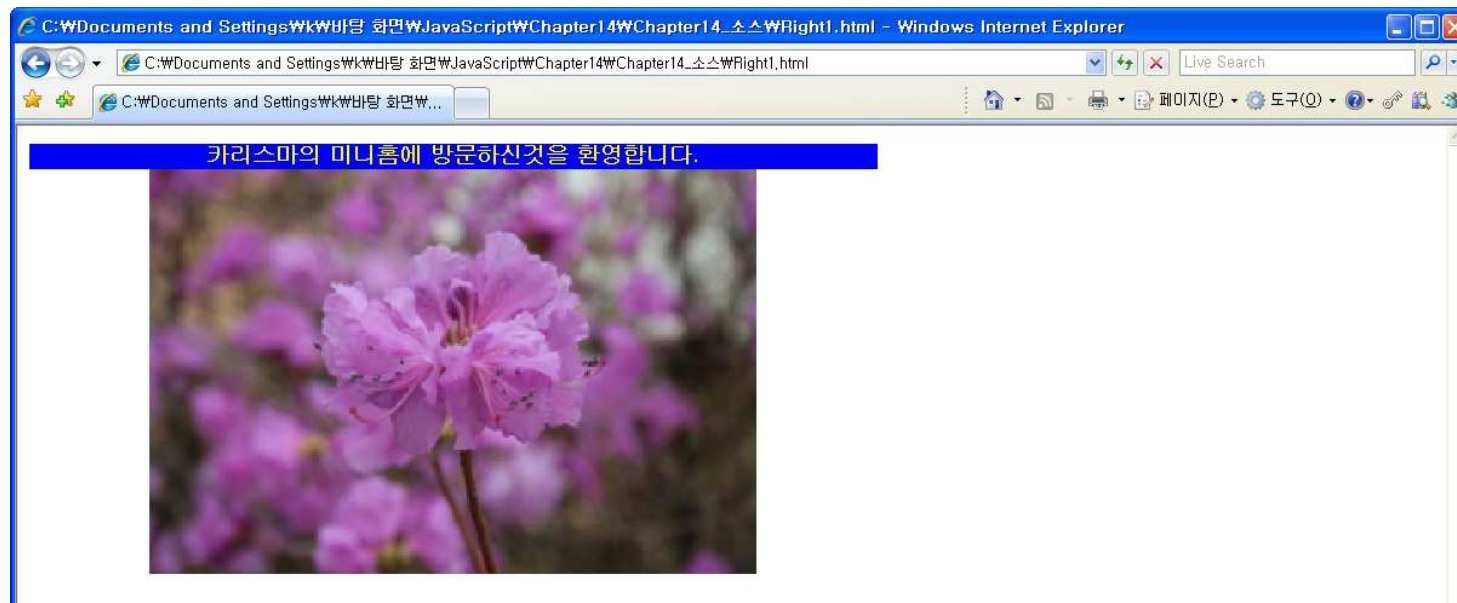 C:₩Documents and Settings₩k₩바탕 화면₩JavaScript₩Chapter14₩Chapter14_소스₩Right1.html - Windows Internet Explorer
C:₩Documents and Settings₩k₩바탕 화면₩JavaScript₩Chapter14₩Chapter14_소스₩Right1.html
Live Search
C:₩Documents and Settings₩k₩바탕 화면₩...
페이지(P)
도구(O)
카리스마의 미니홈에 방문하신것을 환영합니다.